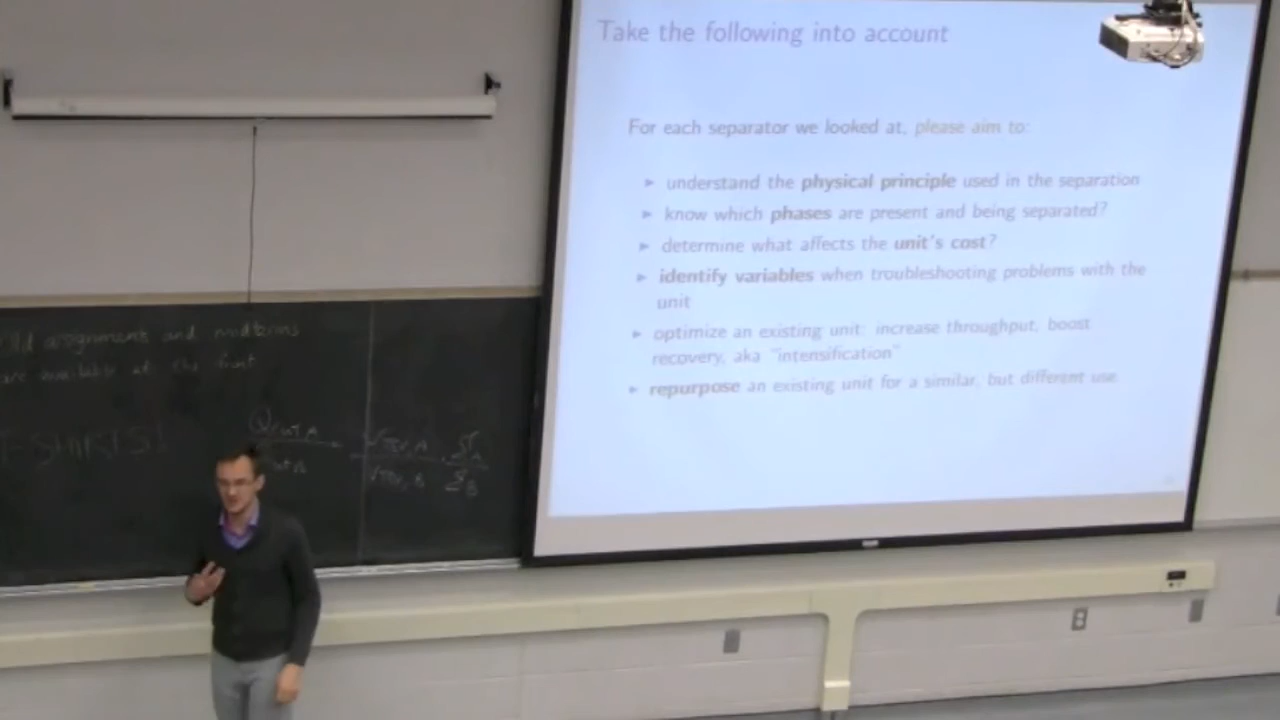 Take the following into account
For each separator we looked at, please aim to:
► understand the physical principle used in the separation
► know which phases are present and being separated?
► determine what affects the unit's cost?
► identify variables when troubleshooting problems with the
unit
► optimize an existing unit: increase throughput, boost
recovery, aka "intensification"
► repurpose an existing unit for a similar, but different use
assignments and midterms
are available at the front